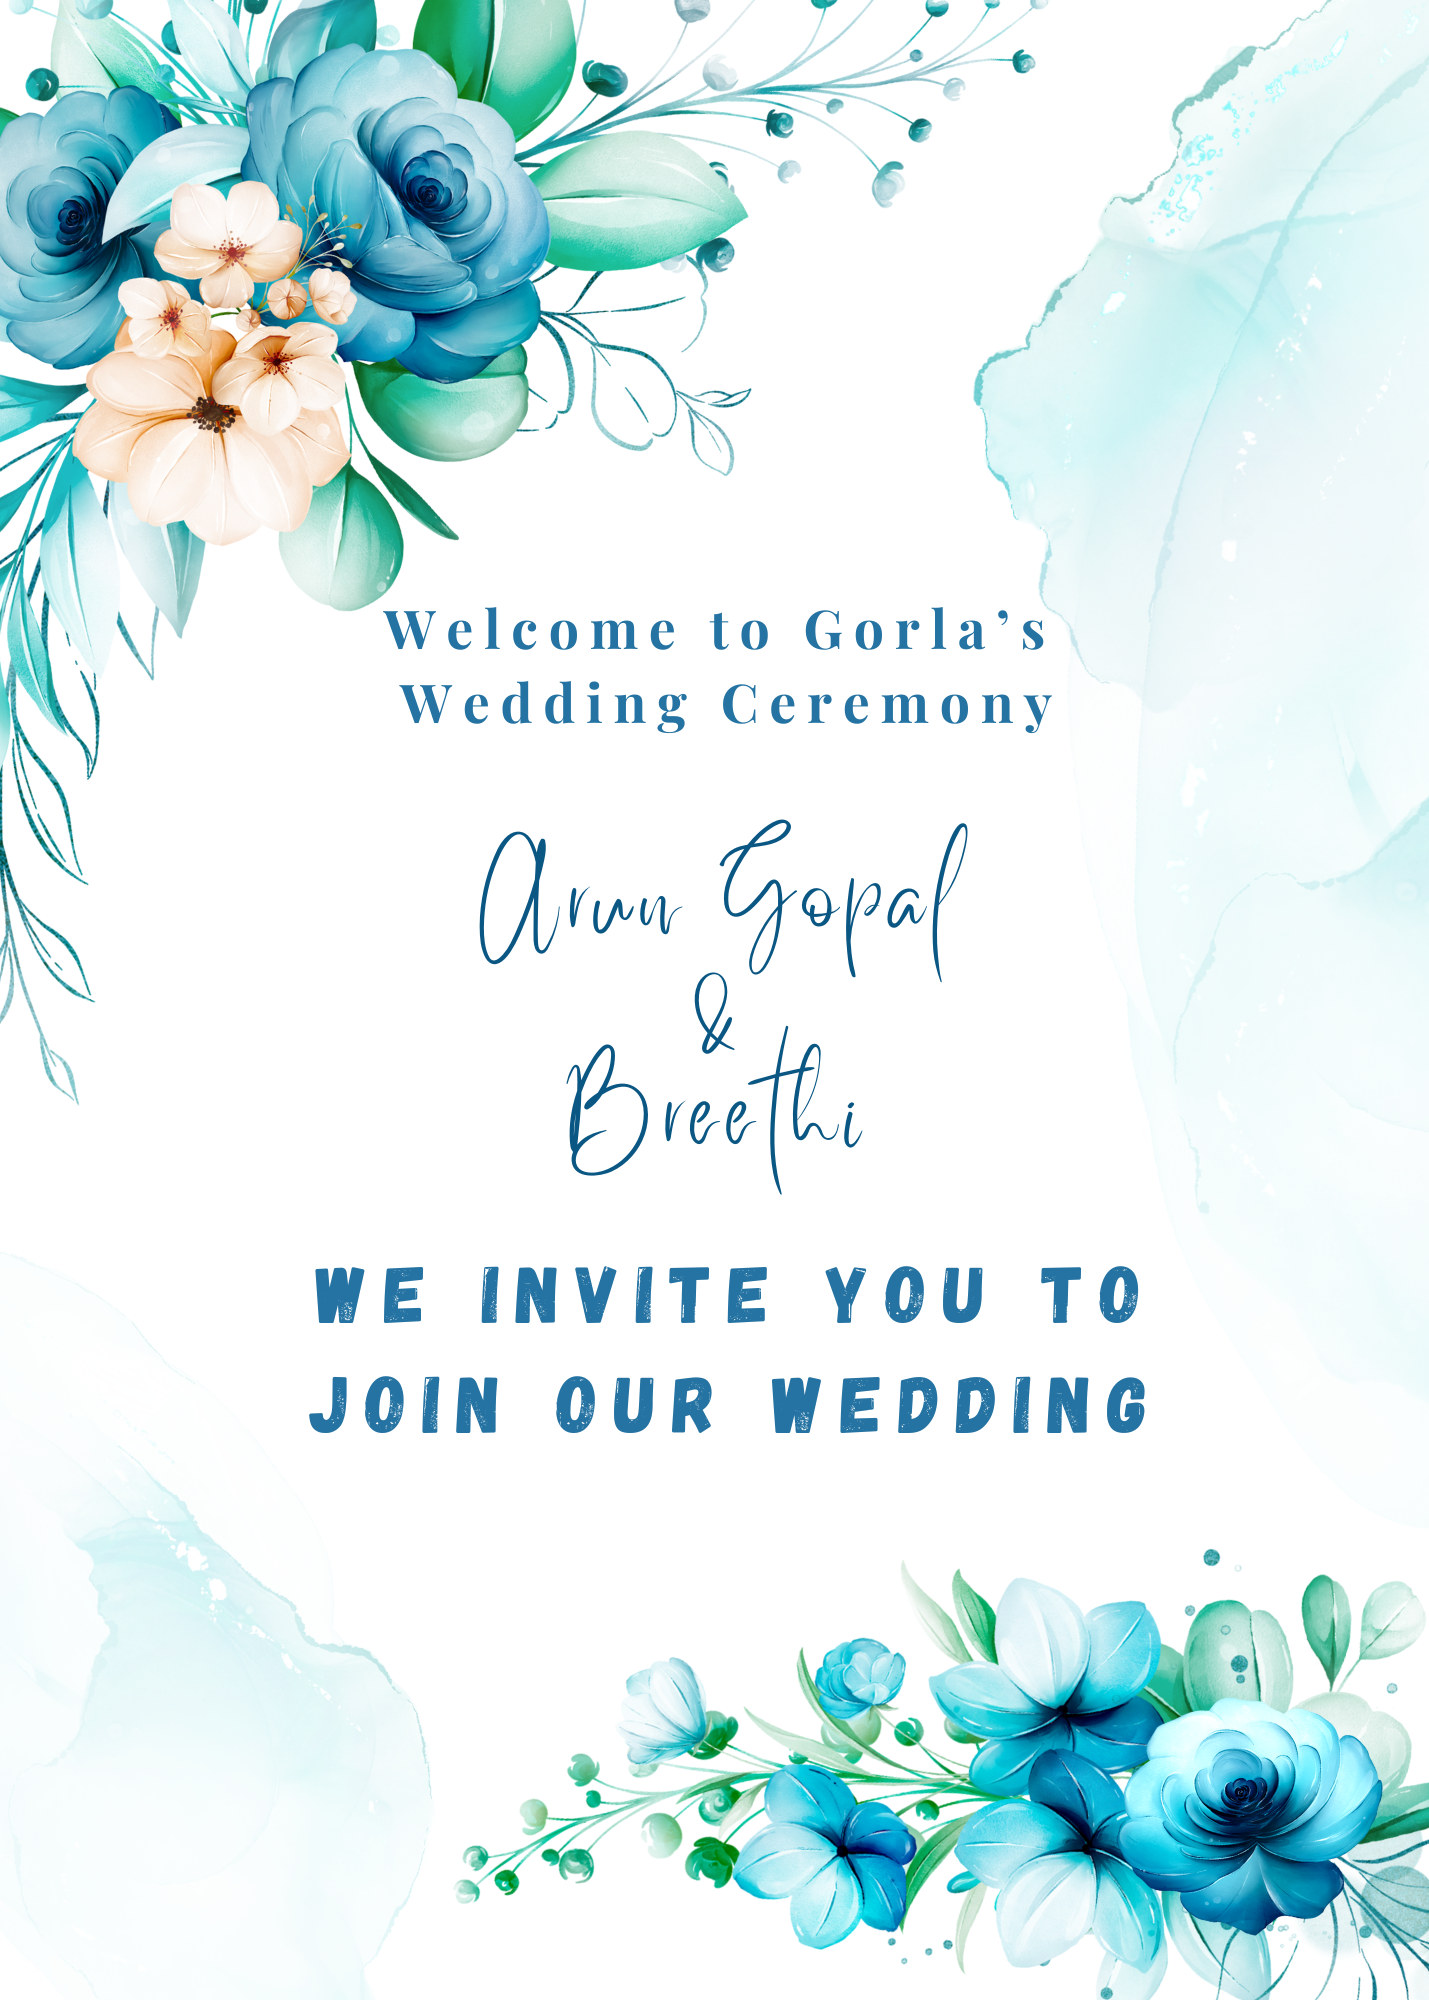 Welcome to Gorla’s
Wedding Ceremony
Arun Gopal
&
Breethi
WE INVITE YOU TO
JOIN OUR WEDDING